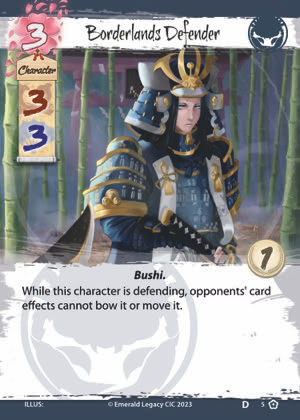 3
Borderlands Defender
Character
3
3
1
Bushi.
While this character is defending, opponents' card
effects cannot bow it or move it.
ILLUS:
© Emerald Legacy CIC 2023
D
5